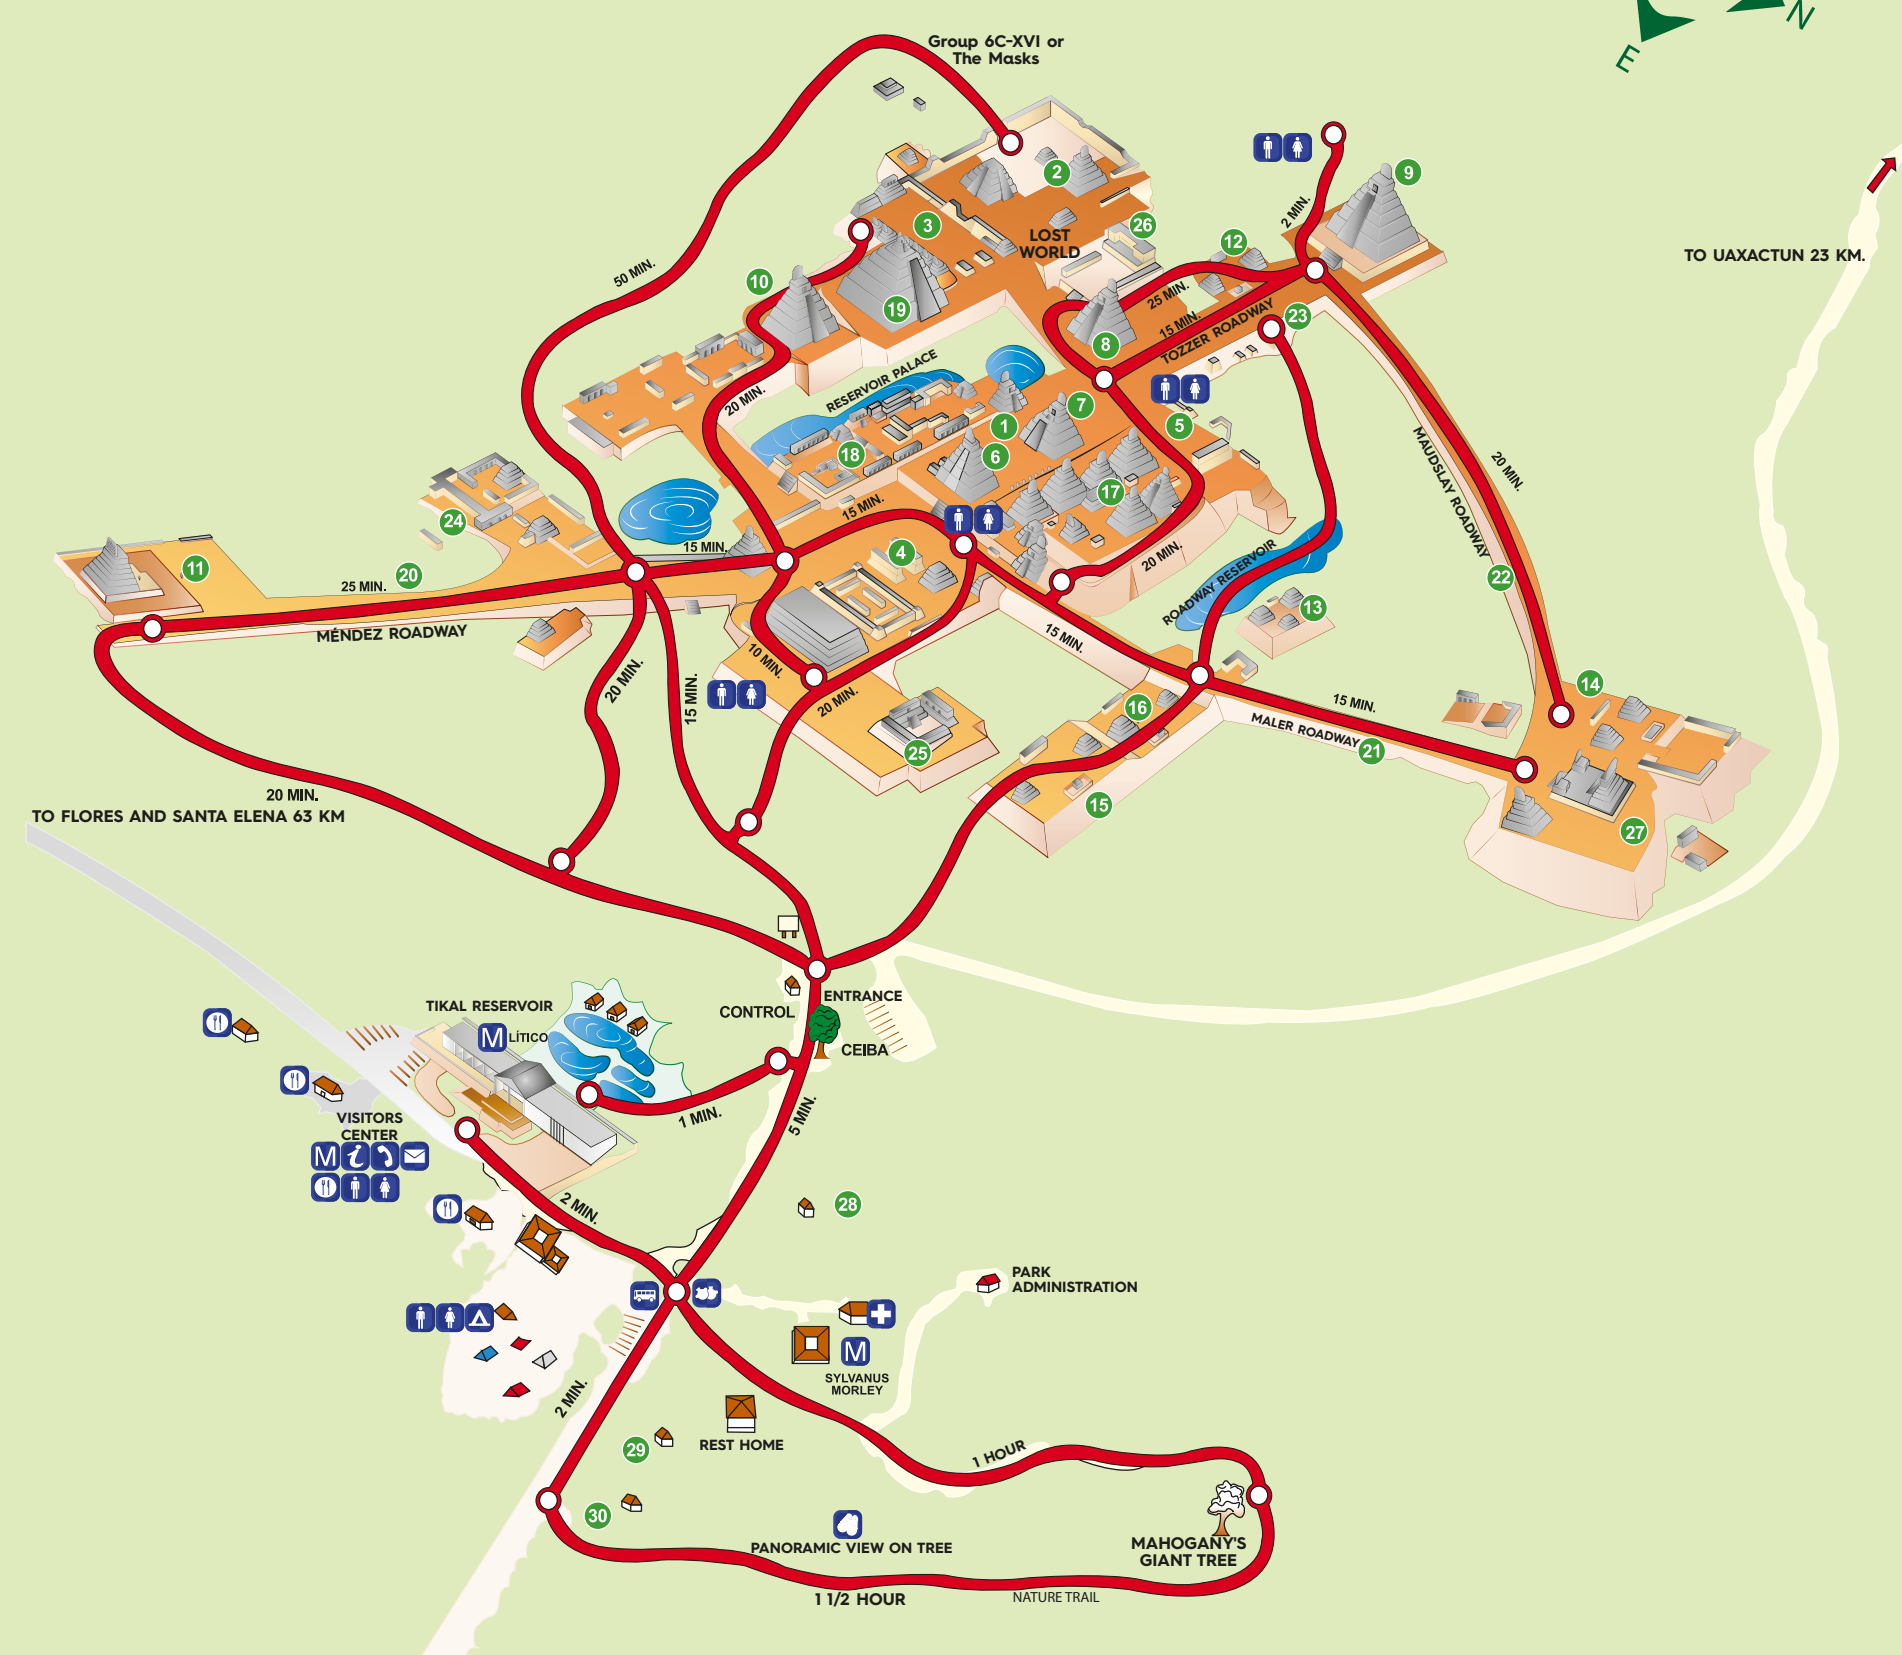 N
E
Group 6C-XVI or
The Masks
9
2
3
26
LOST
WORLD
12
2 MIN.
TO UAXACTUN 23 KM.
50 MIN.
10
19
25 MIN.
15 MIN.
TOZZER ROADWAY
23
8
RESERVOIR PALACE
20 MIN.
7
1
5
6
18
17
MAUDSLAY ROADWAY
20 MIN.
15 MIN.
24
15 MIN.
4
20 MIN.
ROADWAY RESERVOIR
11
20
25 MIN.
22
13
MÉNDEZ ROADWAY
15 MIN.
10 MIN.
20 MIN.
15 MIN.
20 MIN.
14
16
15 MIN.
MALER ROADWAY
21
25
20 MIN.
15
27
TO FLORES AND SANTA ELENA 63 KM
ENTRANCE
CONTROL
TIKAL RESERVOIR
M
LÍTICO
CEIBA
1 MIN.
5 MIN.
VISITORS
CENTER
M i
2 MIN.
28
PARK
ADMINISTRATION
M
SYLVANUS
MORLEY
2 MIN.
REST HOME
29
1 HOUR
30
PANORAMIC VIEW ON TREE
MAHOGANY'S
GIANT TREE
1 1/2 HOUR
NATURE TRAIL